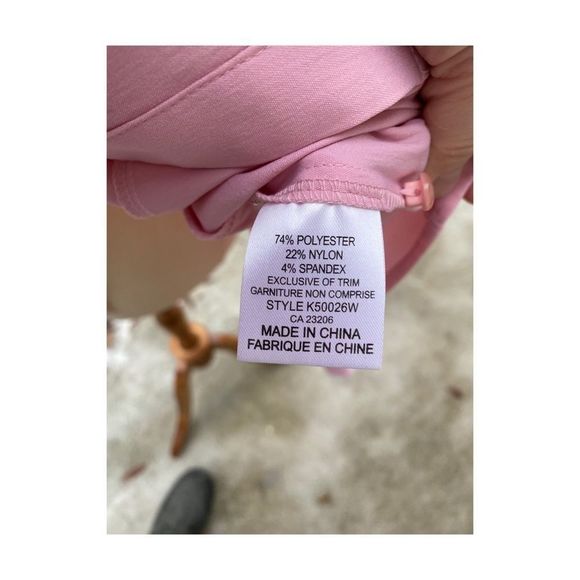 74% POLYESTER
22% NYLON
4% SPANDEX
EXCLUSIVE OF TRIM
GARNITURE NON COMPRISE
STYLE K50026W
CA 23206
MADE IN CHINA
FABRIQUE EN CHINE